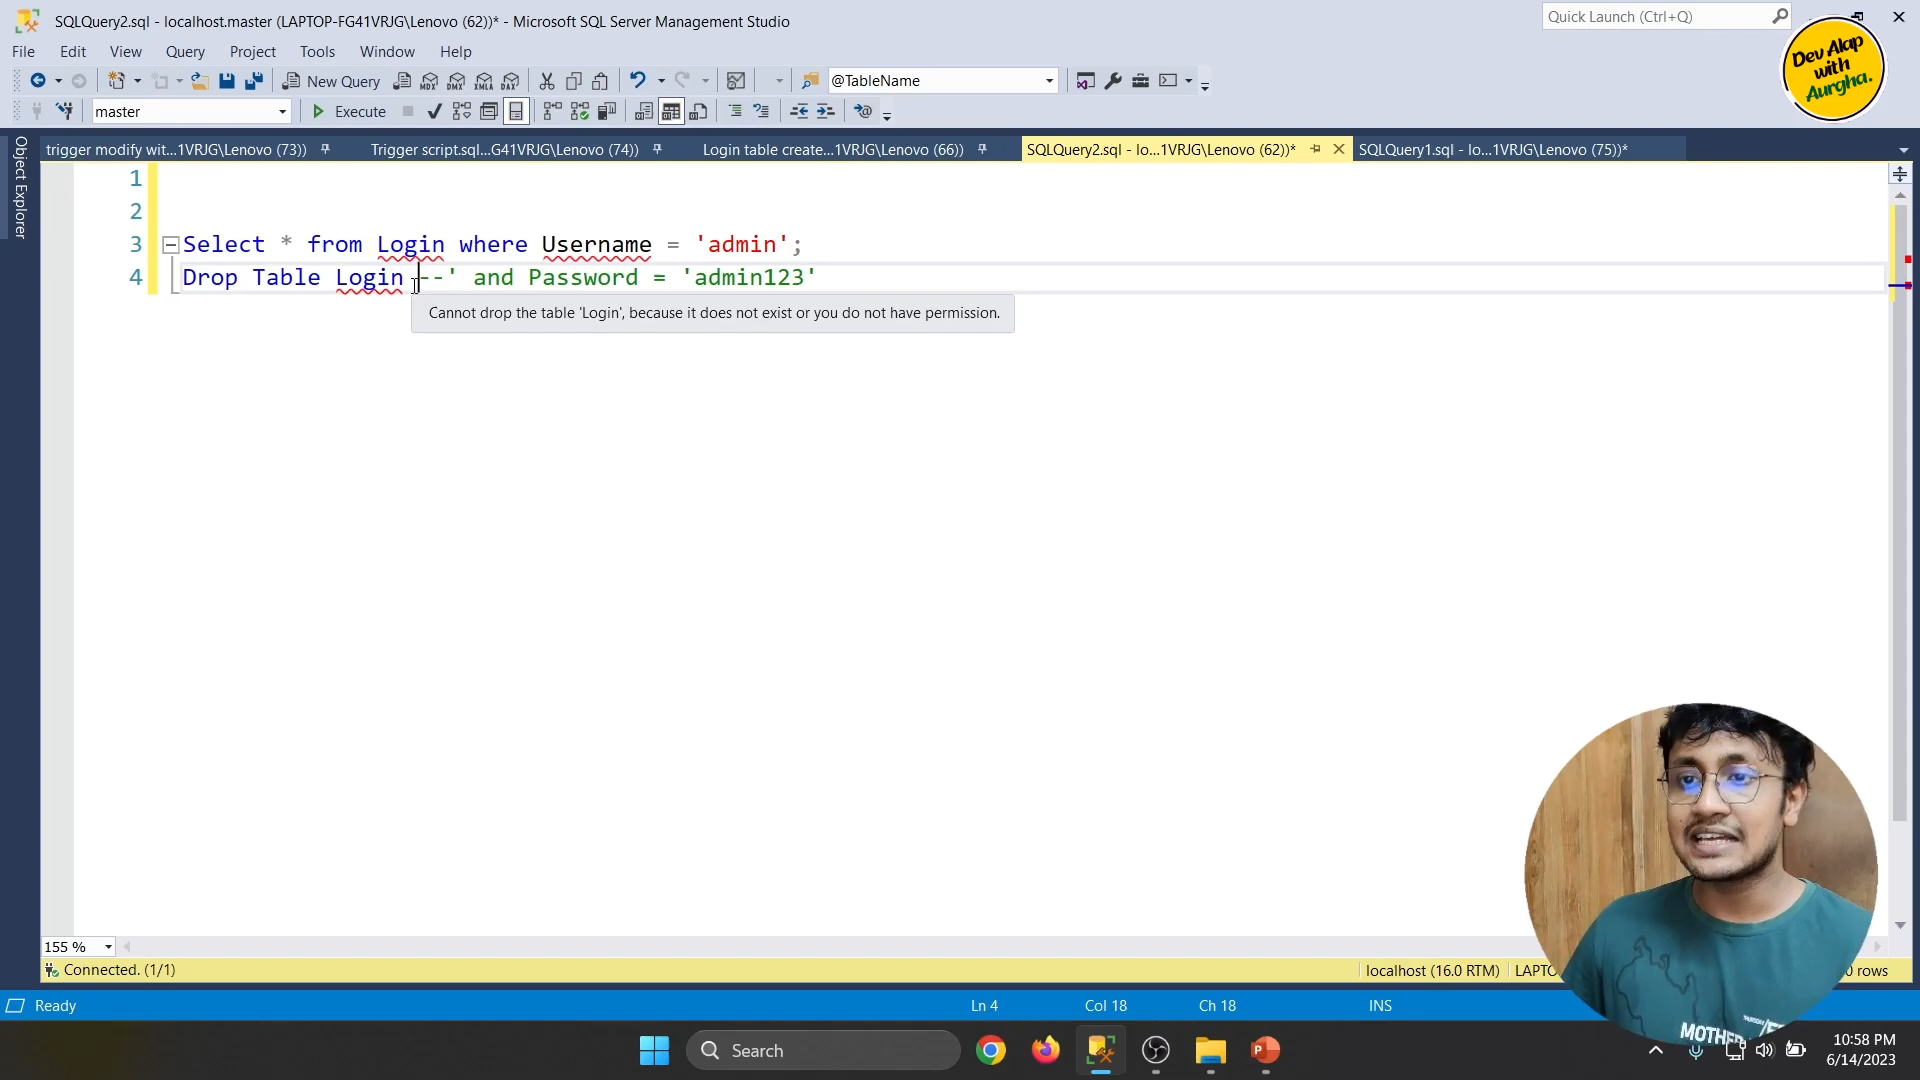 SQLQuery2.sql - localhost.master (LAPTOP-FG41VRJG\Lenovo (62))* - Microsoft SQL Server Management Studio
Quick Launch (Ctrl+Q)
File Edit View Query Project Tools Window Help
Dev Alap
with
Aurgha.
New Query
MDX DMX XMLA DAX
@TableName
master
Execute
Object Explorer
trigger modify wit...1VRJG\Lenovo (73))
Trigger script.sql...G41VRJG\Lenovo (74))
Login table create...1VRJG\Lenovo (66))
SQLQuery2.sql - lo...1VRJG\Lenovo (62))*
SQLQuery1.sql - lo...1VRJG\Lenovo (75))*
1
2
3 Select * from Login where Username = 'admin';
4 Drop Table Login --' and Password = 'admin123'
Cannot drop the table 'Login', because it does not exist or you do not have permission.
155 %
Connected. (1/1)
localhost (16.0 RTM)
rows
Ready
Ln 4
Col 18
Ch 18
INS
MOTHER
Search
10:58 PM
6/14/2023